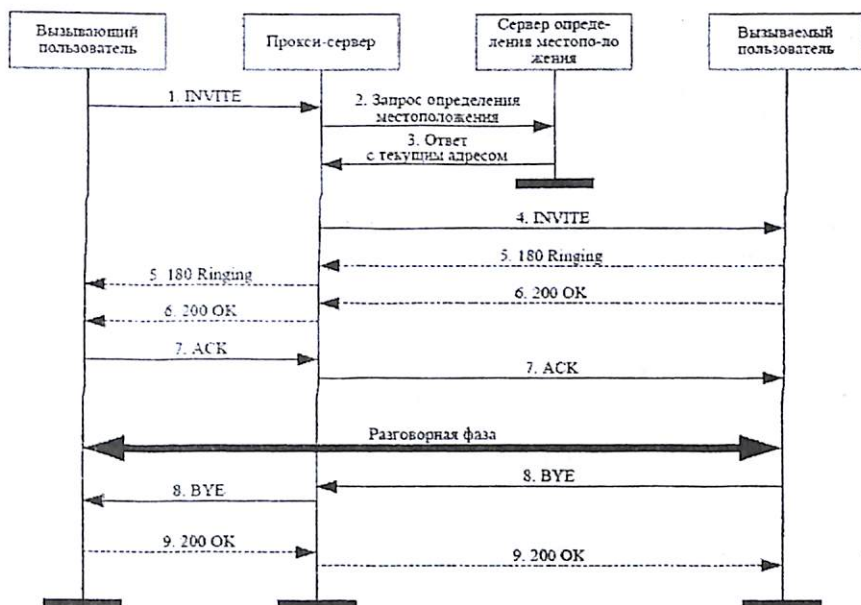 Вызывающий
пользователь
Прокси-сервер
Сервер опреде-
ления местопо-ло
жения
Вызываемый
пользователь
1. INVITE
2. Запрос определения
местоположения
3. Ответ
с текущим адресом
4. INVITE
5. 180 Ringing
5. 180 Ringing
6. 200 OK
6. 200 OK
7. ACK
7. ACK
Разговорная фаза
8. BYE
8. BYE
9. 200 OK
9. 200 OK